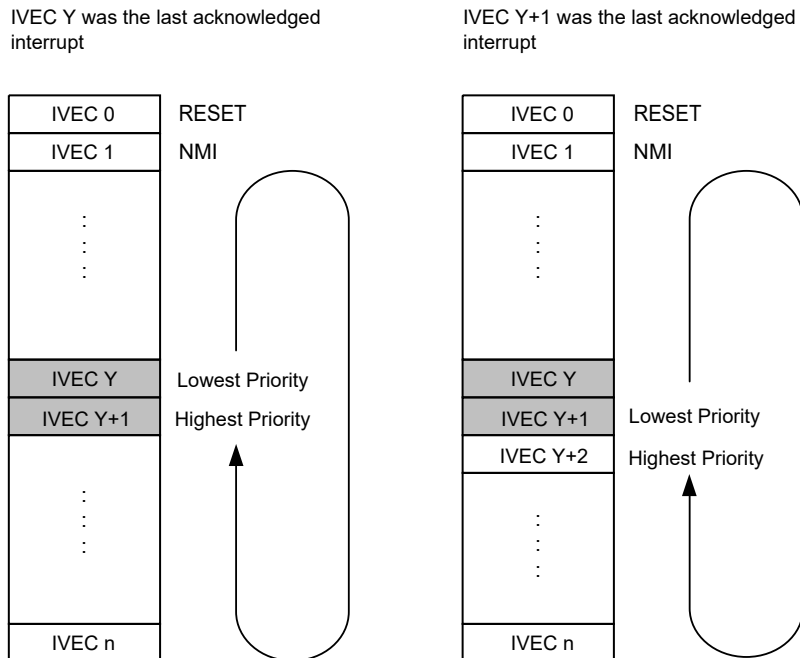 IVEC Y was the last acknowledged
interrupt
IVEC 0 RESET
IVEC 1 NMI
:
:
:
IVEC Y Lowest Priority
IVEC Y+1 Highest Priority
:
:
:
IVEC n
IVEC Y+1 was the last acknowledged
interrupt
IVEC 0 RESET
IVEC 1 NMI
:
:
:
IVEC Y
IVEC Y+1 Lowest Priority
IVEC Y+2 Highest Priority
:
:
:
IVEC n